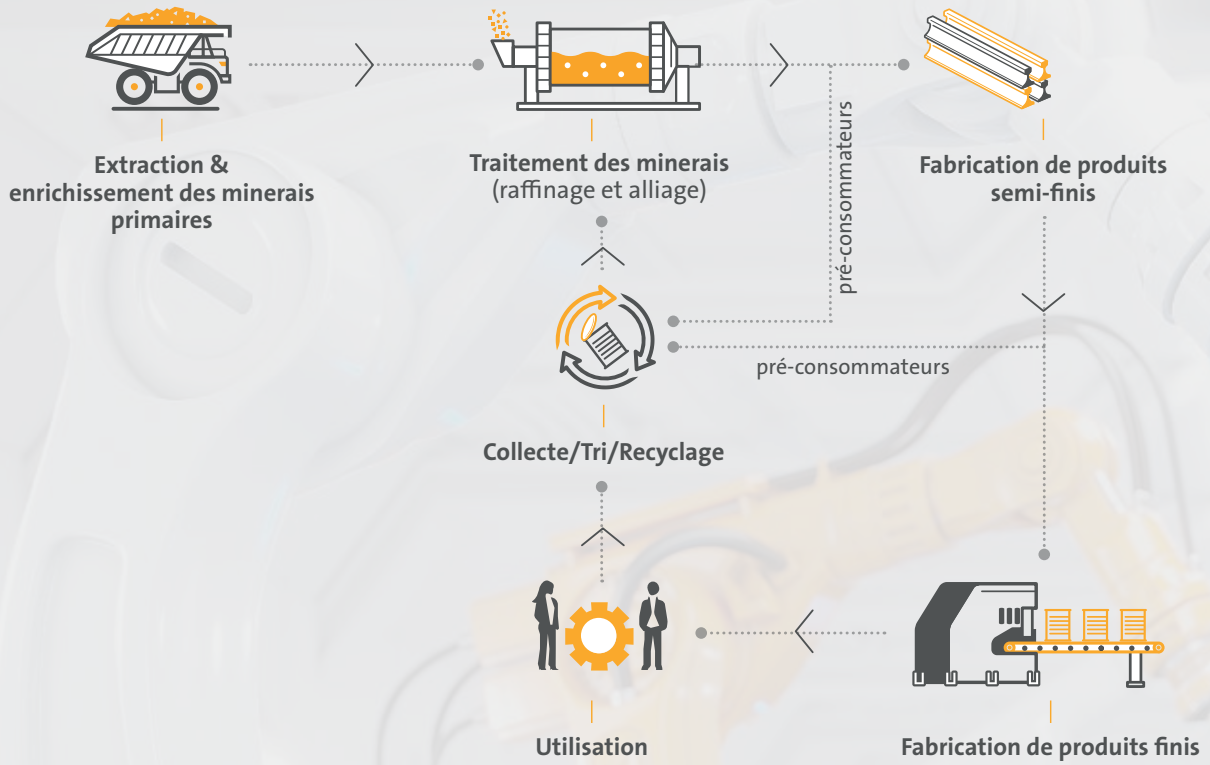 Extraction &
enrichissement des minerais
primaires
Traitement des minerais
(raffinage et alliage)
Fabrication de produits
semi-finis
pré-consommateurs
pré-consommateurs
Collecte/Tri/Recyclage
Utilisation
Fabrication de produits finis